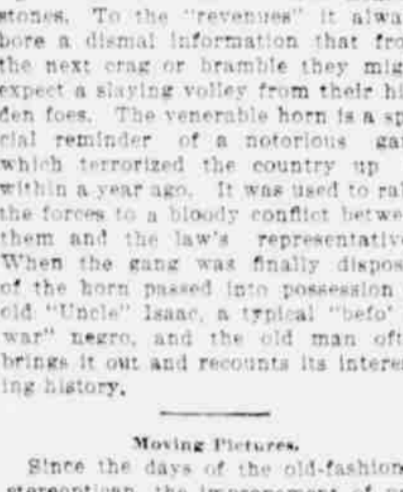 stones. To the "revenues" it alwa
bore a dismal information that fro
the next crag or bramble they mig
expect a slaying volley from their hi
den foes. The venerable horn is a sp
cial reminder of a notorious gan
which terrorized the country up
within a year ago. It was used to ral
the forces to a bloody conflict betwe
them and the law's representative
When the gang was finally dispos
of the horn passed into possession
old "Uncle" Isaac, a typical "befo'
war" negro, and the old man oft
brings it out and recounts its interes
ing history.
Moving Pictures.
Since the days of the old-fashion
stereoptican, the improvement of